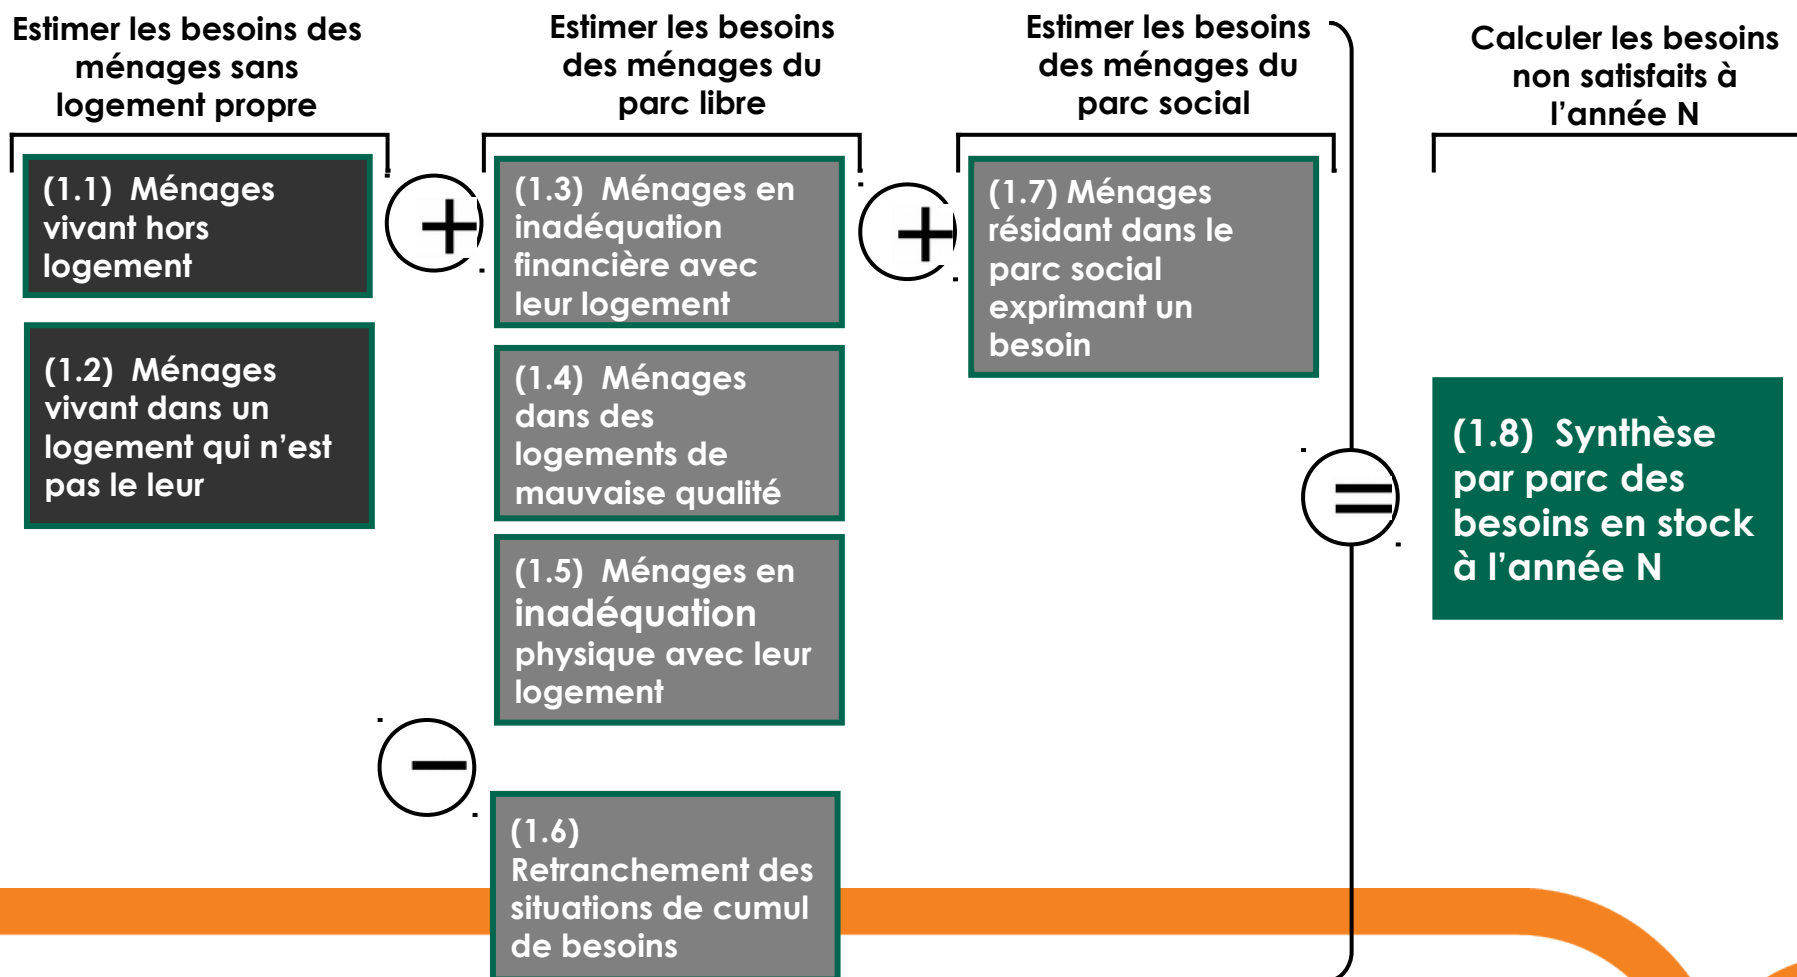 Estimer les besoins des
ménages sans
logement propre
(1.1) Ménages
vivant hors
logement
(1.2) Ménages
vivant dans un
logement qui n’est
pas le leur
+
Estimer les besoins
des ménages du
parc libre
(1.3) Ménages en
inadéquation
financière avec
leur logement
(1.4) Ménages
dans des
logements de
mauvaise qualité
(1.5) Ménages en
inadéquation
physique avec leur
logement
−
(1.6)
Retranchement des
situations de cumul
de besoins
+
Estimer les besoins
des ménages du
parc social
(1.7) Ménages
résidant dans le
parc social
exprimant un
besoin
=
Calculer les besoins
non satisfaits à
l’année N
(1.8) Synthèse
par parc des
besoins en stock
à l’année N